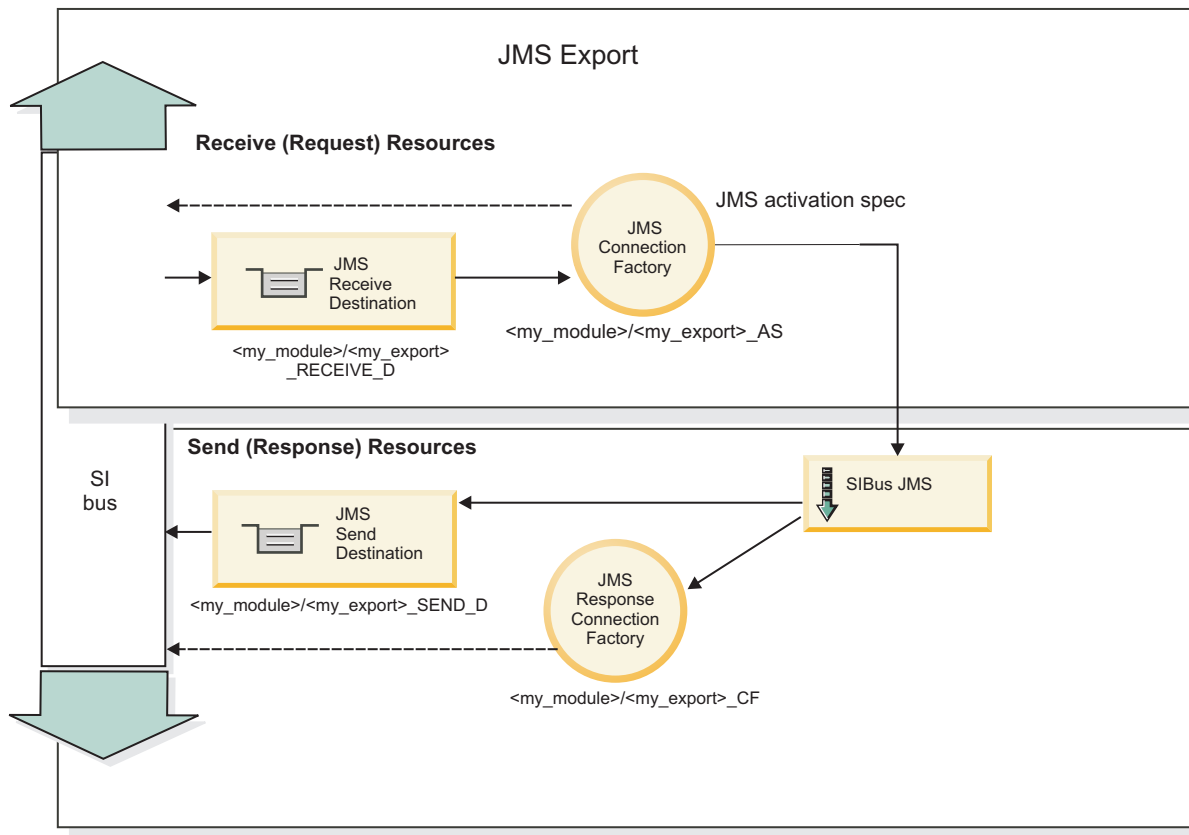 JMS Export
Receive (Request) Resources
JMS activation spec
JMS
Connection
Factory
JMS
Receive
Destination
<my_module>/<my_export>_AS
<my_module>/<my_export>
_RECEIVE_D
Send (Response) Resources
SI
bus
SIBus JMS
JMS
Send
Destination
JMS
Response
Connection
Factory
<my_module>/<my_export>_SEND_D
<my_module>/<my_export>_CF